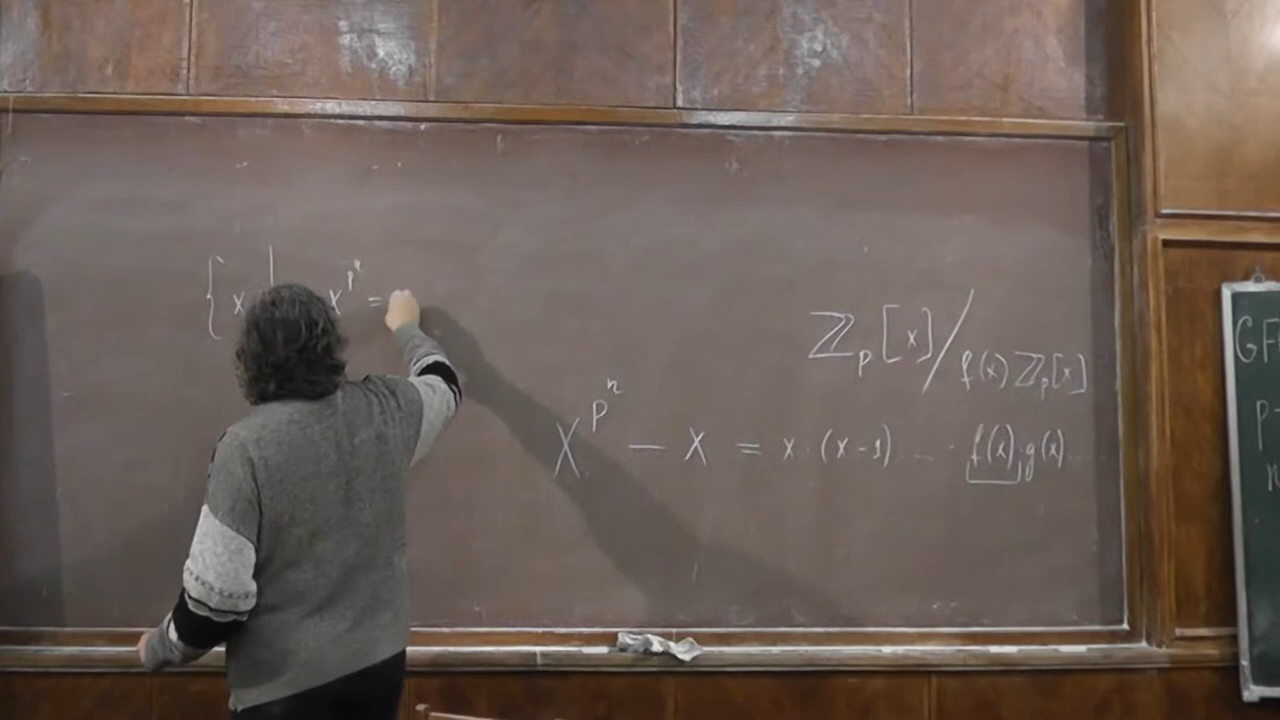 { x | x^{p^n} =
ℤ_p[x] / f(x)ℤ_p[x]
X^{p^n} - X = x · (x-1) ... · f(x) · g(x) ...
GF
p
n